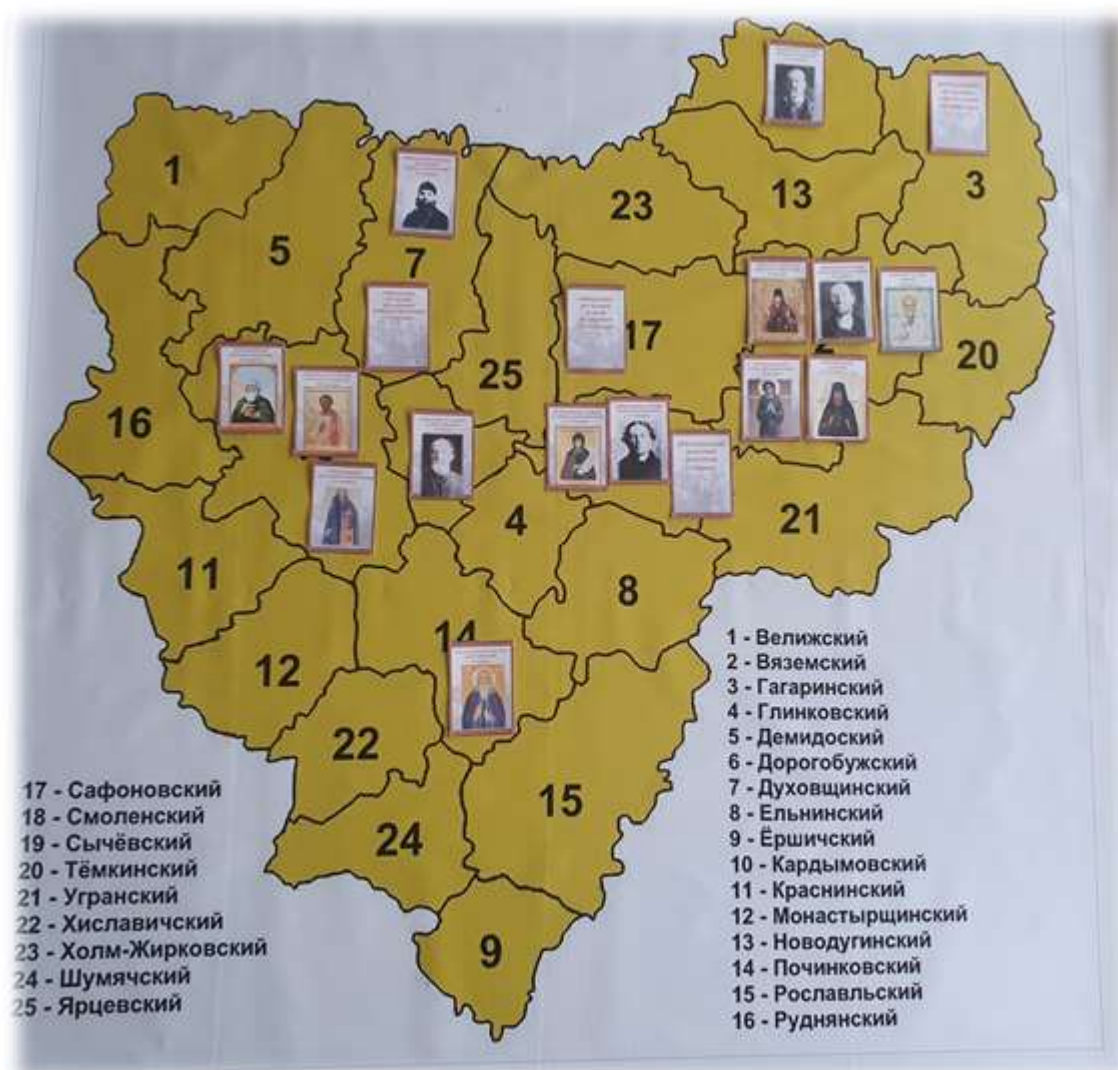 1
5
7
23
13
3
16
25
17
2
20
11
4
21
8
12
14
22
15
24
9
1 - Велижский
2 - Вяземский
3 - Гагаринский
4 - Глинковский
5 - Демидоский
6 - Дорогобужский
7 - Духовщинский
8 - Ельнинский
9 - Ёршичский
10 - Кардымовский
11 - Краснинский
12 - Монастырщинский
13 - Новодугинский
14 - Починковский
15 - Рославльский
16 - Руднянский
17 - Сафоновский
18 - Смоленский
19 - Сычёвский
20 - Тёмкинский
21 - Угранский
22 - Хиславичский
23 - Холм-Жирковский
24 - Шумячский
25 - Ярцевский